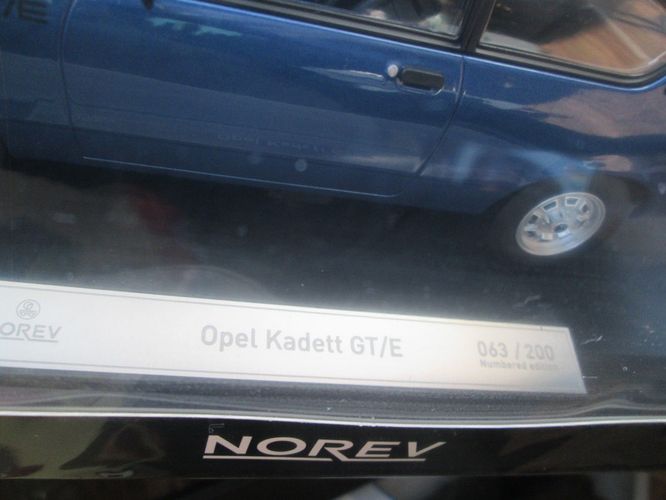 /E
NOREV
Opel Kadett GT/E
063 / 200
Numbered edition
NOREV